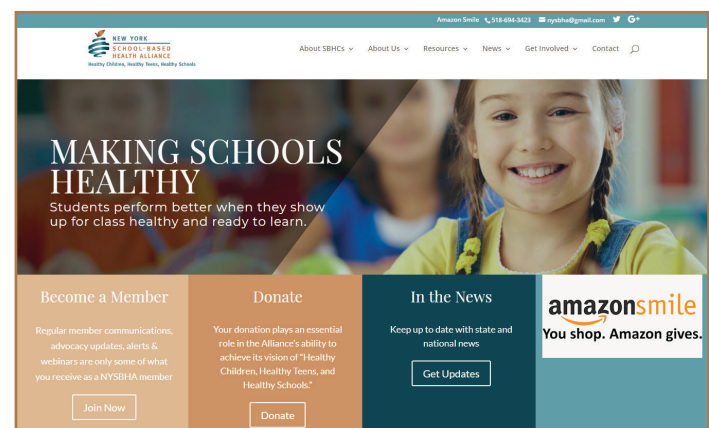 Amazon Smile 518-694-3423 nysbha@gmail.com G+
NEW YORK
SCHOOL-BASED
HEALTH ALLIANCE
Healthy Children, Healthy Teens, Healthy Schools
About SBHCs About Us Resources News Get Involved Contact
MAKING SCHOOLS
HEALTHY
Students perform better when they show
up for class healthy and ready to learn.
Become a Member
Regular member communications,
advocacy updates, alerts &
webinars are only some of what
you receive as a NYSBHA member
Join Now
Donate
Your donation plays an essential
role in the Alliance's ability to
achieve its vision of "Healthy
Children, Healthy Teens, and
Healthy Schools."
Donate
In the News
Keep up to date with state and
national news
Get Updates
amazonsmile
You shop. Amazon gives.